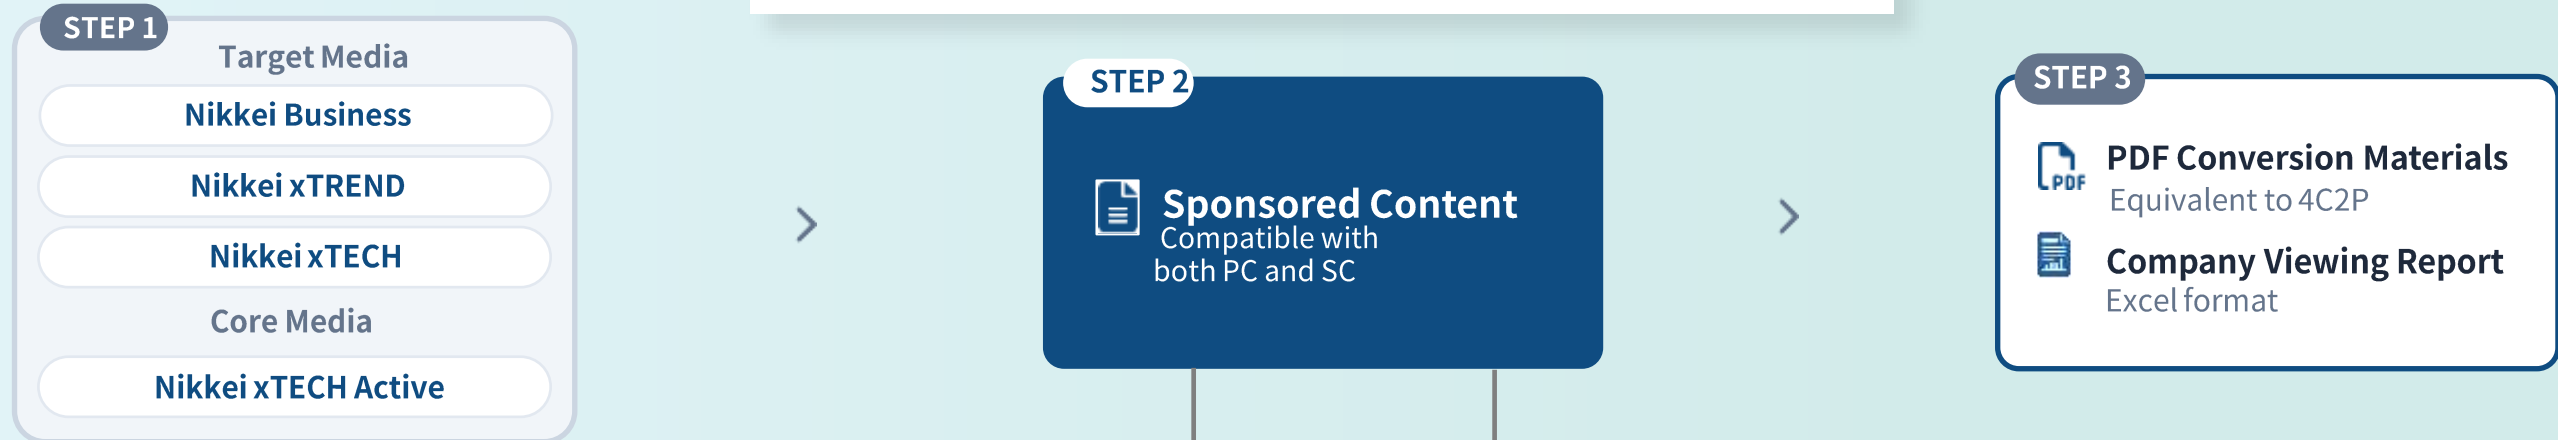 STEP 1
Target Media
Nikkei Business
Nikkei xTREND
Nikkei xTECH
Core Media
Nikkei xTECH Active
STEP 2
Sponsored Content
Compatible with
both PC and SC
STEP 3
PDF
PDF Conversion Materials
Equivalent to 4C2P
Company Viewing Report
Excel format